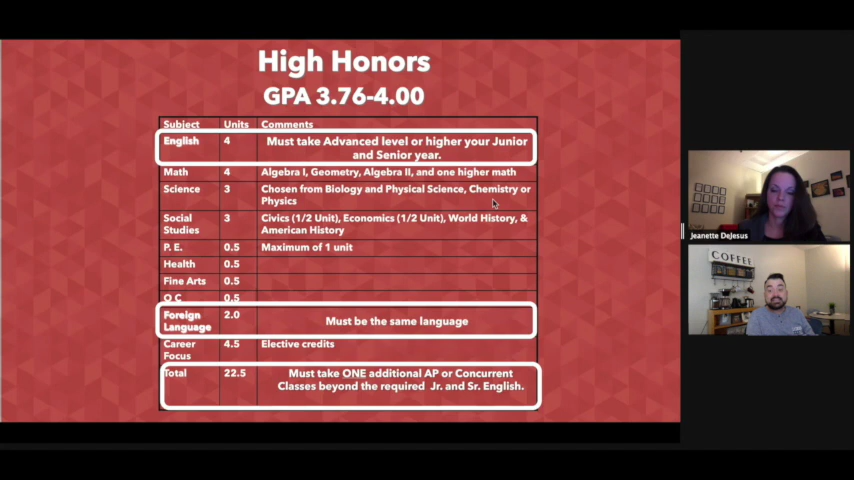 High Honors
GPA 3.76-4.00
Subject Units Comments
English 4 Must take Advanced level or higher your Junior
and Senior year.
Math 4 Algebra I, Geometry, Algebra II, and one higher math
Science 3 Chosen from Biology and Physical Science, Chemistry or
Physics
Social 3 Civics (1/2 Unit), Economics (1/2 Unit), World History, &
Studies American History
P. E. 0.5 Maximum of 1 unit
Health 0.5
Fine Arts 0.5
O C 0.5
Foreign 2.0 Must be the same language
Language
Career 4.5 Elective credits
Focus
Total 22.5 Must take ONE additional AP or Concurrent
Classes beyond the required Jr. and Sr. English.
Jeanette DeJesus
COFFEE